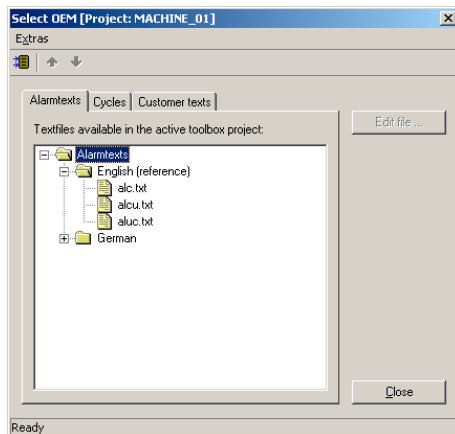 Select OEM [Project: MACHINE_01]
Extras
Alarmtexts Cycles Customer texts
Textfiles available in the active toolbox project:
Edit file ...
Alarmtexts
English (reference)
alc.txt
alcu.txt
aluc.txt
German
Close
Ready